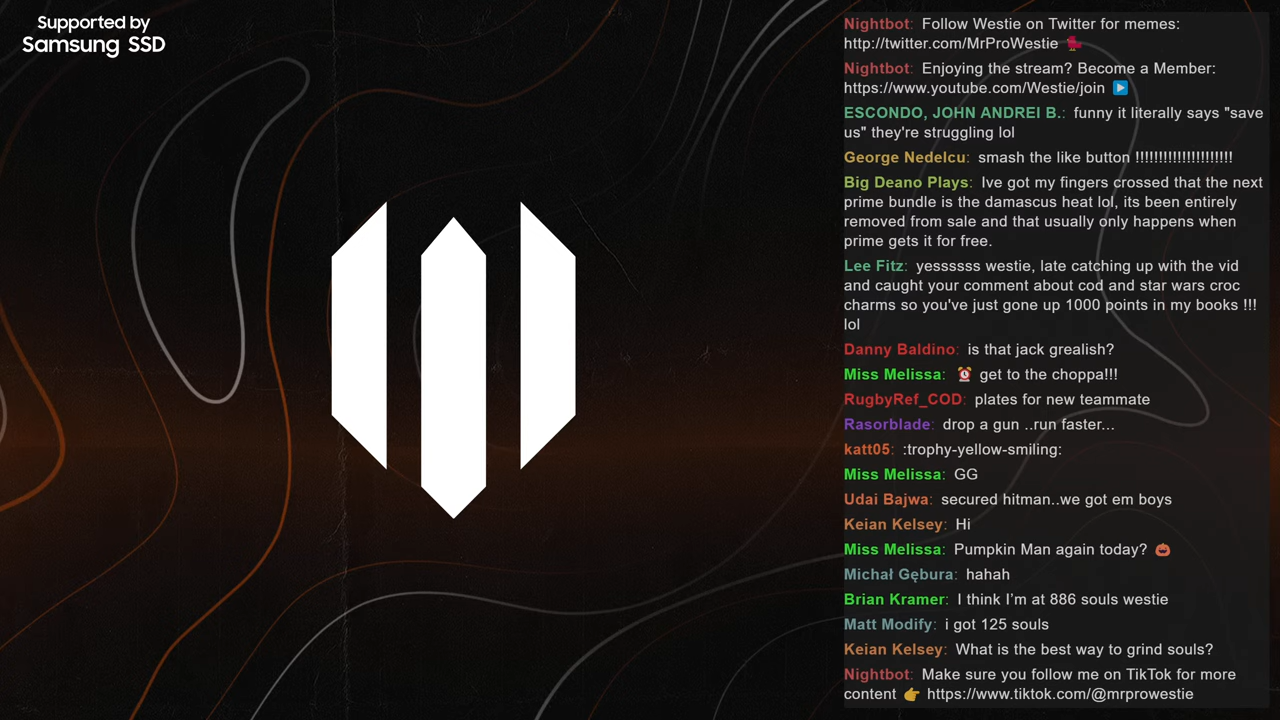 Supported by
Samsung SSD
Nightbot: Follow Westie on Twitter for memes:
http://twitter.com/MrProWestie
Nightbot: Enjoying the stream? Become a Member:
https://www.youtube.com/Westie/join ▶️
ESCONDO, JOHN ANDREI B.: funny it literally says "save
us" they're struggling lol
George Nedelcu: smash the like button !!!!!!!!!!!!!!!!!!!!!
Big Deano Plays: Ive got my fingers crossed that the next
prime bundle is the damascus heat lol, its been entirely
removed from sale and that usually only happens when
prime gets it for free.
Lee Fitz: yessssss westie, late catching up with the vid
and caught your comment about cod and star wars croc
charms so you've just gone up 1000 points in my books !!!
lol
Danny Baldino: is that jack grealish?
Miss Melissa: ⏰ get to the choppa!!!
RugbyRef_COD: plates for new teammate
Rasorblade: drop a gun ..run faster...
katt05: :trophy-yellow-smiling:
Miss Melissa: GG
Udai Bajwa: secured hitman..we got em boys
Keian Kelsey: Hi
Miss Melissa: Pumpkin Man again today? 🎃
Michał Gębura: hahah
Brian Kramer: I think I'm at 886 souls westie
Matt Modify: i got 125 souls
Keian Kelsey: What is the best way to grind souls?
Nightbot: Make sure you follow me on TikTok for more
content 👉 https://www.tiktok.com/@mrprowestie